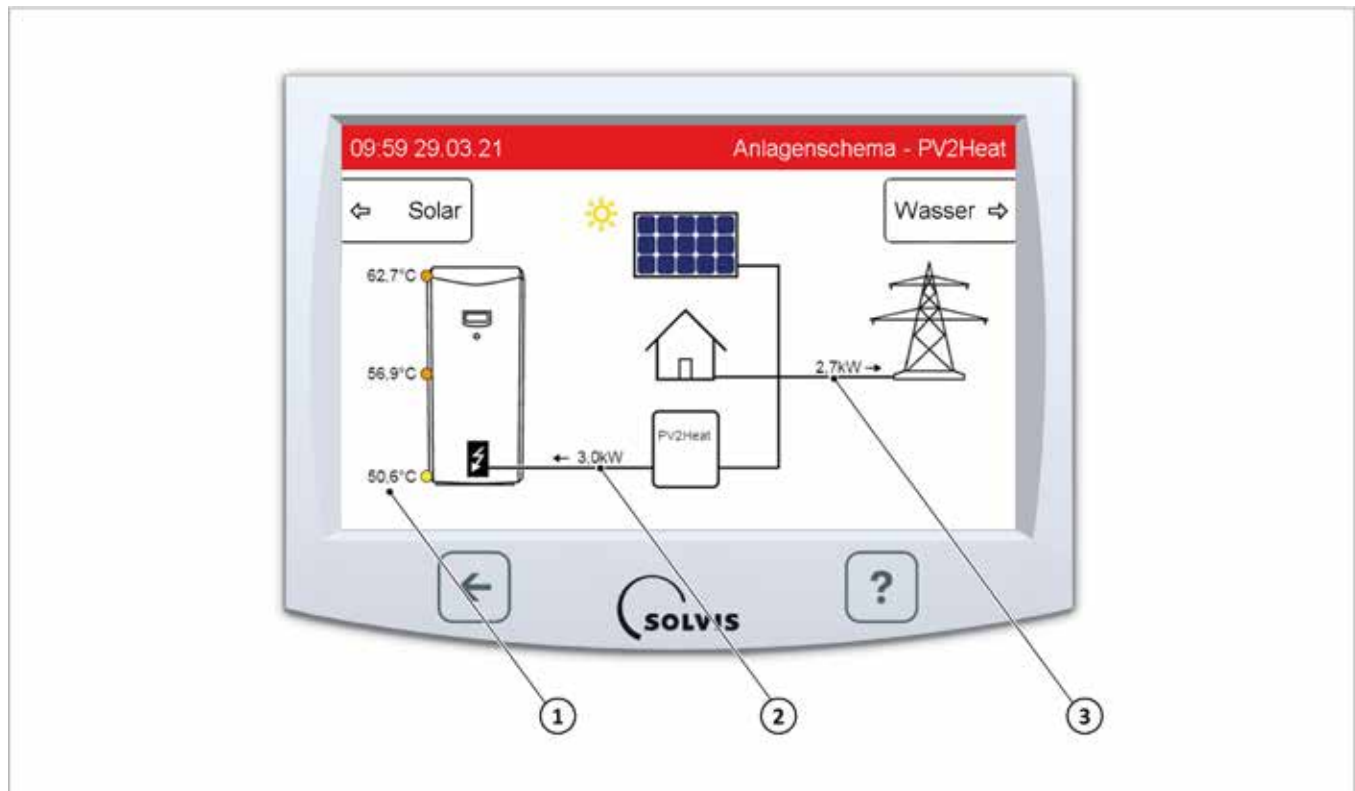 09:59 29.03.21
Anlagenschema - PV2Heat
⇦ Solar
Wasser ⇨
62,7°C
56,9°C
2,7kW →
PV2Heat
← 3,0kW
50,6°C
?
SOLVIS
1
2
3